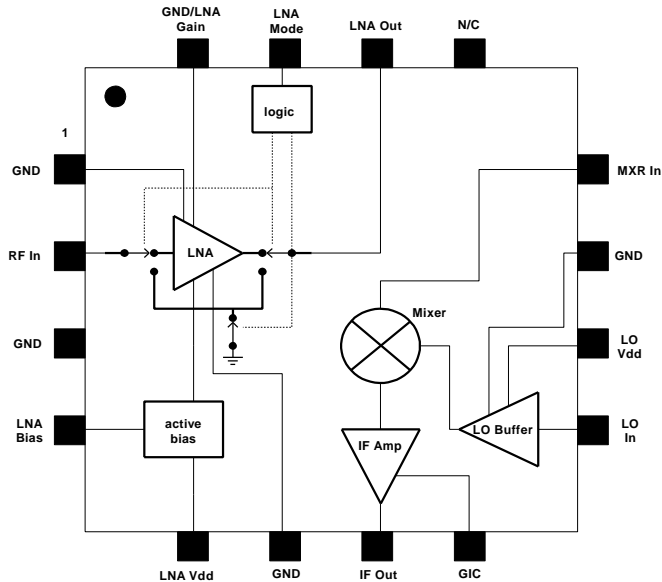 GND/LNA
Gain
LNA
Mode
LNA Out
N/C
logic
1
GND
MXR In
RF In
LNA
GND
Mixer
GND
LO
Vdd
LNA
Bias
active
bias
IF Amp
LO Buffer
LO
In
LNA Vdd
GND
IF Out
GIC